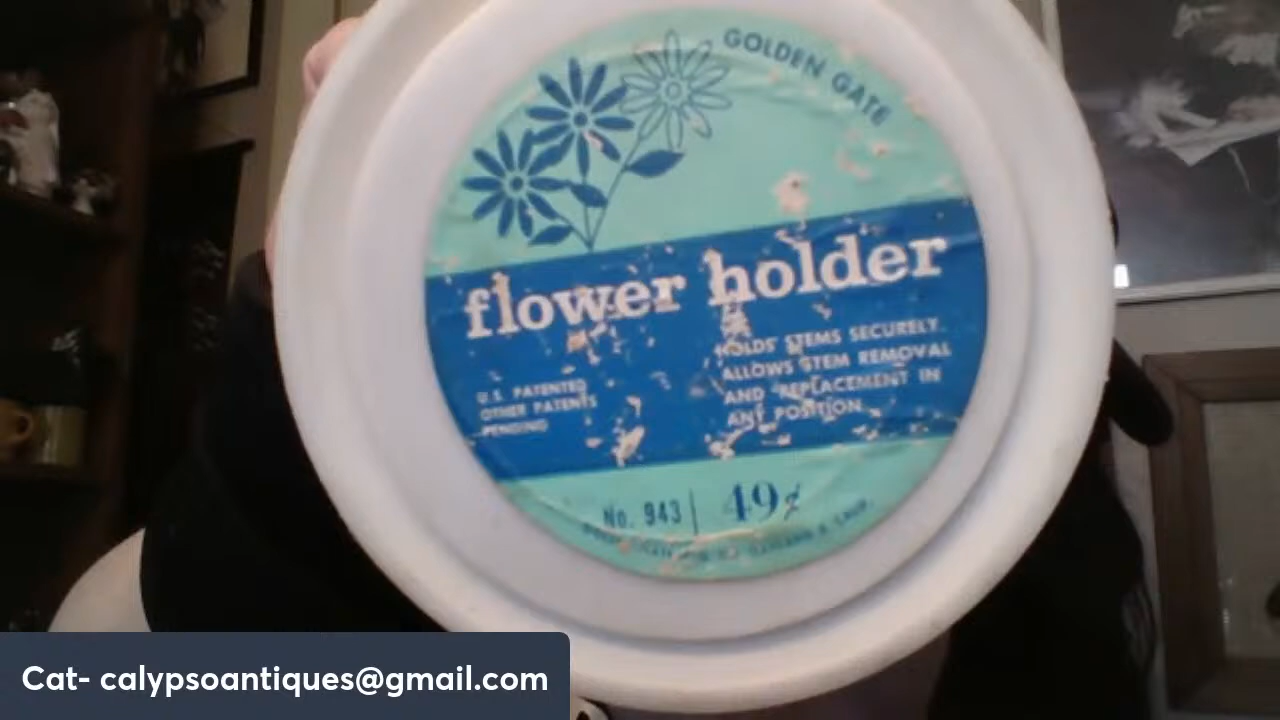 GOLDEN GATE
flower holder
HOLDS STEMS SECURELY.
ALLOWS STEM REMOVAL
AND REPLACEMENT IN
ANY POSITION
U.S. PATENTED
OTHER PATENTS
PENDING
No. 943 | 49¢
Cat- calypsoantiques@gmail.com